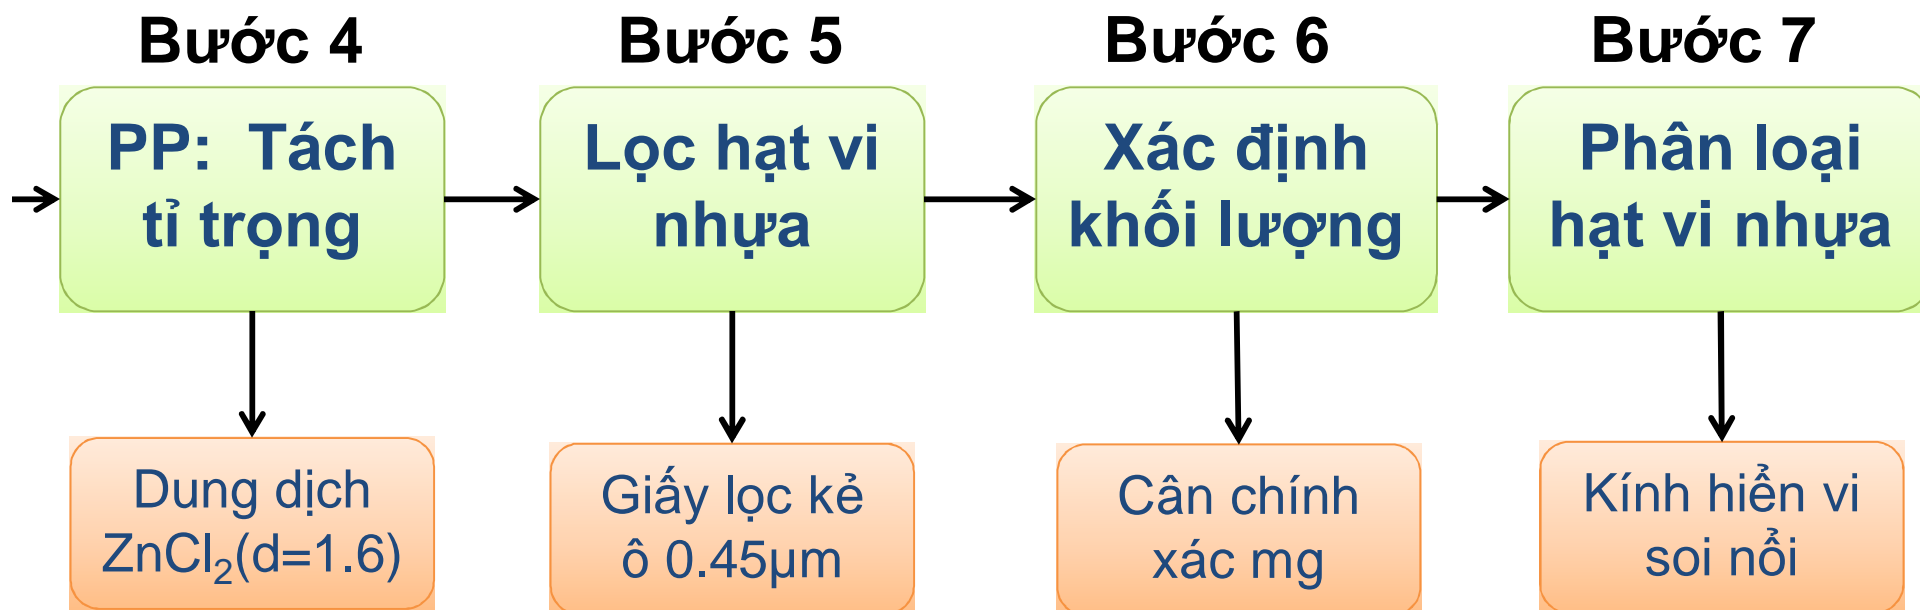 Bước 4
Bước 5
Bước 6
Bước 7
PP: Tách
tỉ trọng
Lọc hạt vi
nhựa
Xác định
khối lượng
Phân loại
hạt vi nhựa
Dung dịch
ZnCl₂(d=1.6)
Giấy lọc kẻ
ô 0.45µm
Cân chính
xác mg
Kính hiển vi
soi nổi